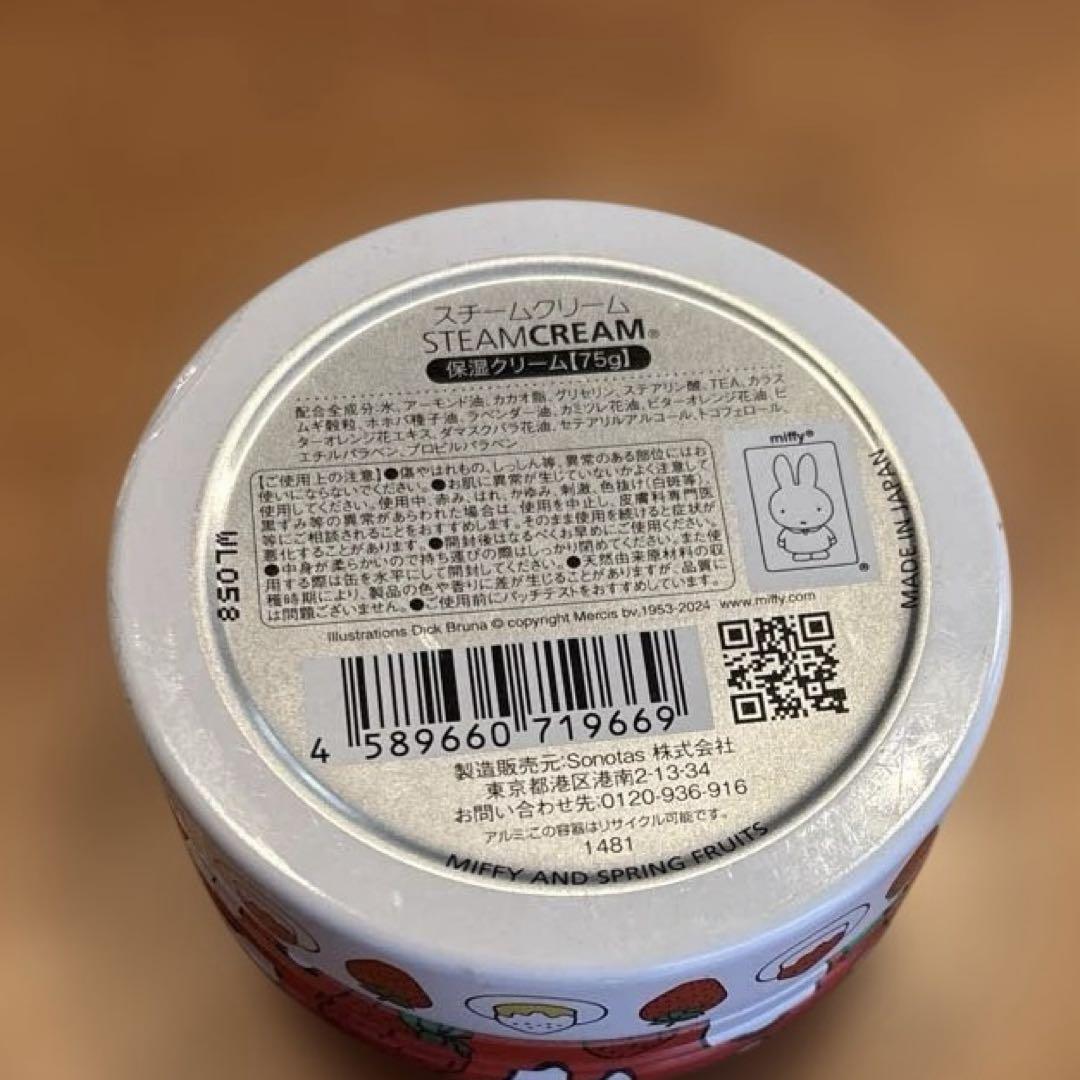 スチームクリーム
STEAMCREAM®
保湿クリーム【75g】
配合全成分:水、アーモンド油、カカオ脂、グリセリン、ステアリン酸、TEA、カラス
ムギ穀粒、ホホバ種子油、ラベンダー油、カミツレ花油、ビターオレンジ花油、ビ
ターオレンジ花エキス、ダマスクバラ花油、セテアリルアルコール、トコフェロール、
エチルパラベン、プロピルパラベン
【ご使用上の注意】●傷やはれもの、しっしん等、異常のある部位にはお
使いにならないでください。●お肌に異常が生じていないかよく注意して
使用してください。使用中、赤み、はれ、かゆみ、刺激、色抜け(白斑等)、
黒ずみ等の異常があらわれた場合は、使用を中止し、皮膚科専門医
等にご相談されることをおすすめします。そのまま使用を続けると症状が
悪化することがあります。●開封後はなるべくお早めにご使用ください。
●中身が柔らかいので持ち運びの際はしっかり閉めてください。また使
用する際は缶を水平にして開封してください。●天然由来原材料の収
穫時期により、製品の色や香りに差が生じることがありますが、品質に
は問題ございません。●ご使用前にパッチテストをおすすめしています。
miffy®
®
MADE IN JAPAN
WL058
Illustrations Dick Bruna © copyright Mercis bv,1953-2024 www.miffy.com
4 589660 719669
製造販売元:Sonotas 株式会社
東京都港区港南2-13-34
お問い合わせ先:0120-936-916
アルミ:この容器はリサイクル可能です。
1481
MIFFY AND SPRING FRUITS